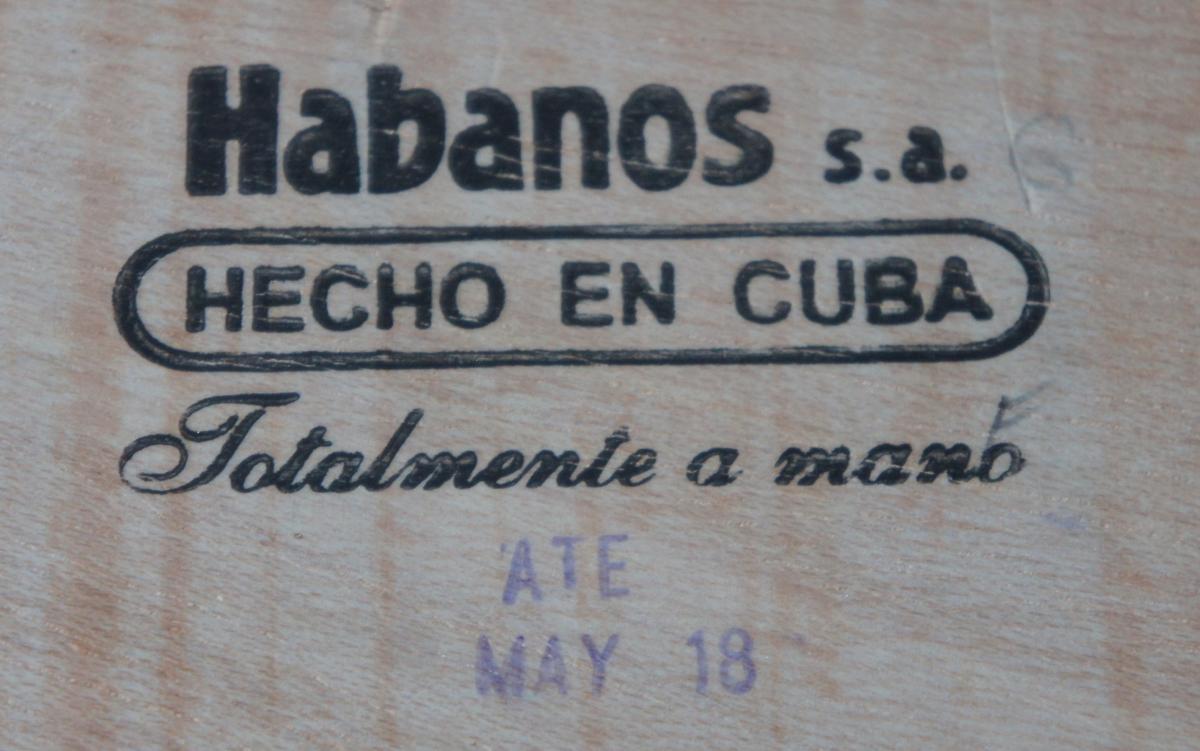 Habanos s.a.
HECHO EN CUBA
Totalmente a mano
ATE
MAY 18